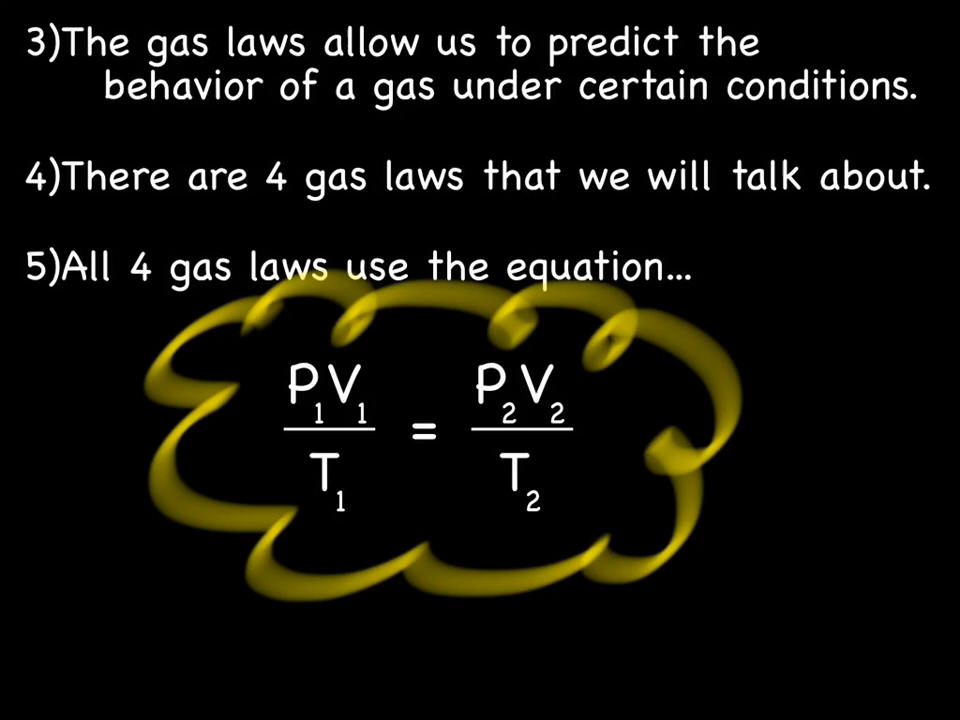 3)The gas laws allow us to predict the
behavior of a gas under certain conditions.
4)There are 4 gas laws that we will talk about.
5)All 4 gas laws use the equation...
P₁V₁ / T₁ = P₂V₂ / T₂